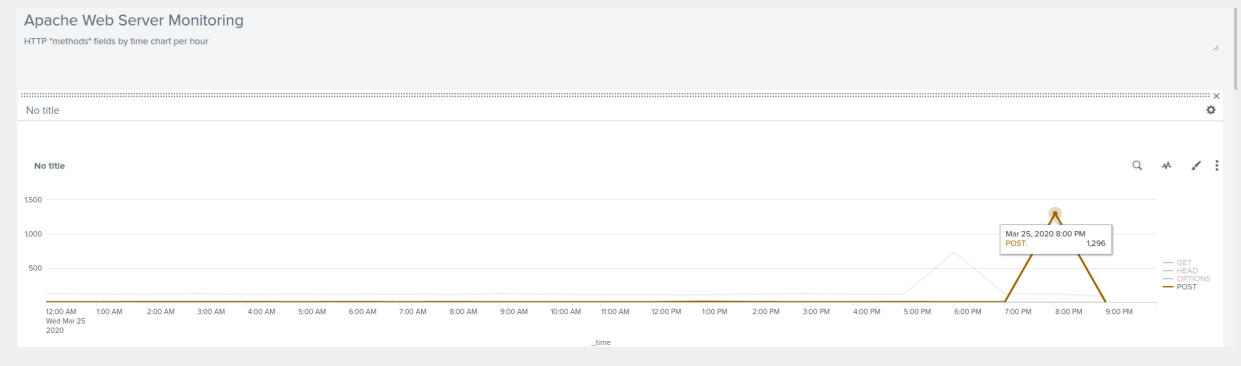 Apache Web Server Monitoring
HTTP "methods" fields by time chart per hour
No title
No title
1,500
1,000
500
Mar 25, 2020 8:00 PM
POST: 1,296
GET
HEAD
OPTIONS
POST
12:00 AM 1:00 AM 2:00 AM 3:00 AM 4:00 AM 5:00 AM 6:00 AM 7:00 AM 8:00 AM 9:00 AM 10:00 AM 11:00 AM 12:00 PM 1:00 PM 2:00 PM 3:00 PM 4:00 PM 5:00 PM 6:00 PM 7:00 PM 8:00 PM 9:00 PM
Wed Mar 25
2020
_time